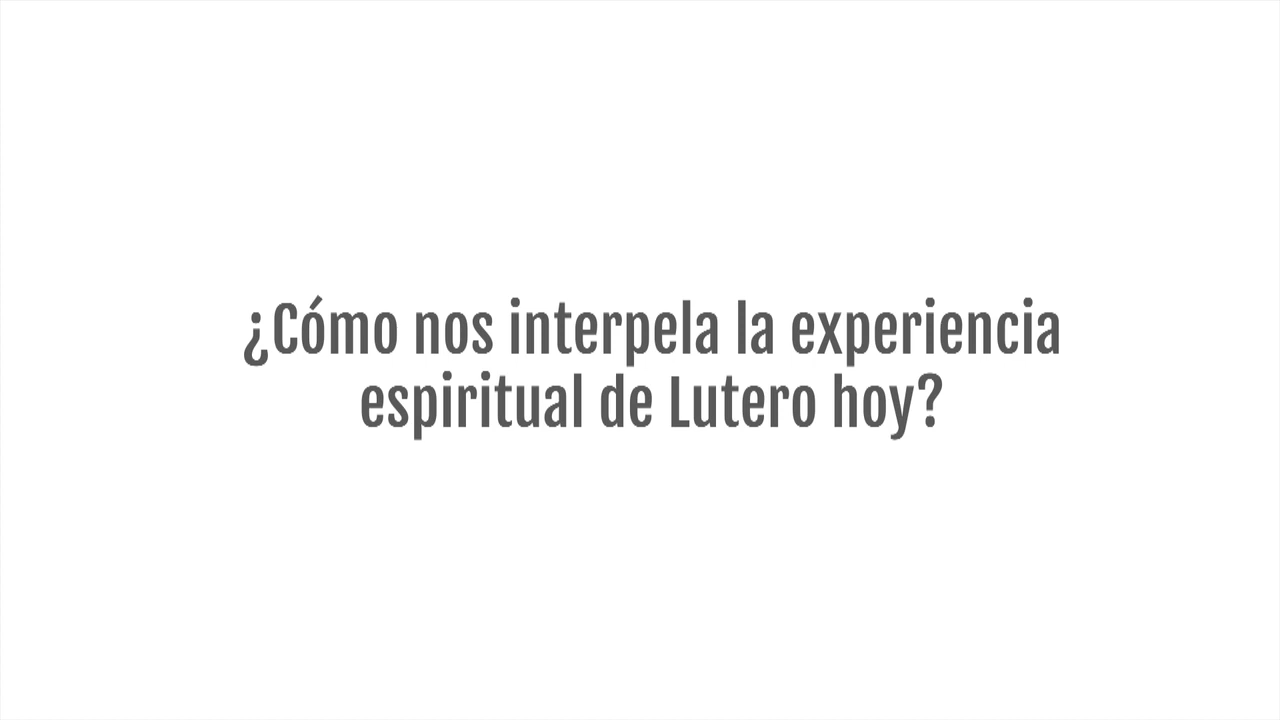 ¿Cómo nos interpela la experiencia
espiritual de Lutero hoy?